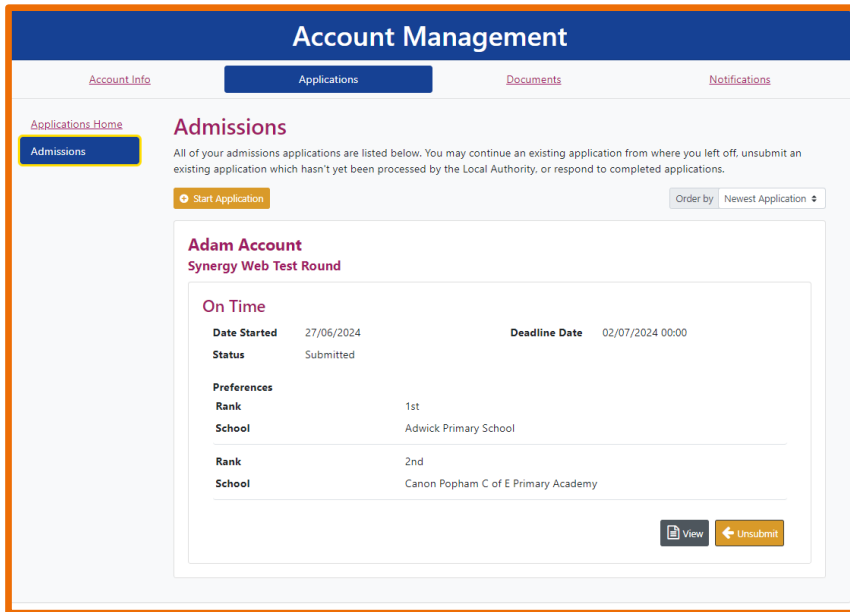 Account Management
Account Info
Applications
Documents
Notifications
Applications Home
Admissions
Admissions
All of your admissions applications are listed below. You may continue an existing application from where you left off, unsubmit an
existing application which hasn't yet been processed by the Local Authority, or respond to completed applications.
Start Application
Order by Newest Application
Adam Account
Synergy Web Test Round
On Time
Date Started 27/06/2024 Deadline Date 02/07/2024 00:00
Status Submitted
Preferences
Rank 1st
School Adwick Primary School
Rank 2nd
School Canon Popham C of E Primary Academy
View Unsubmit